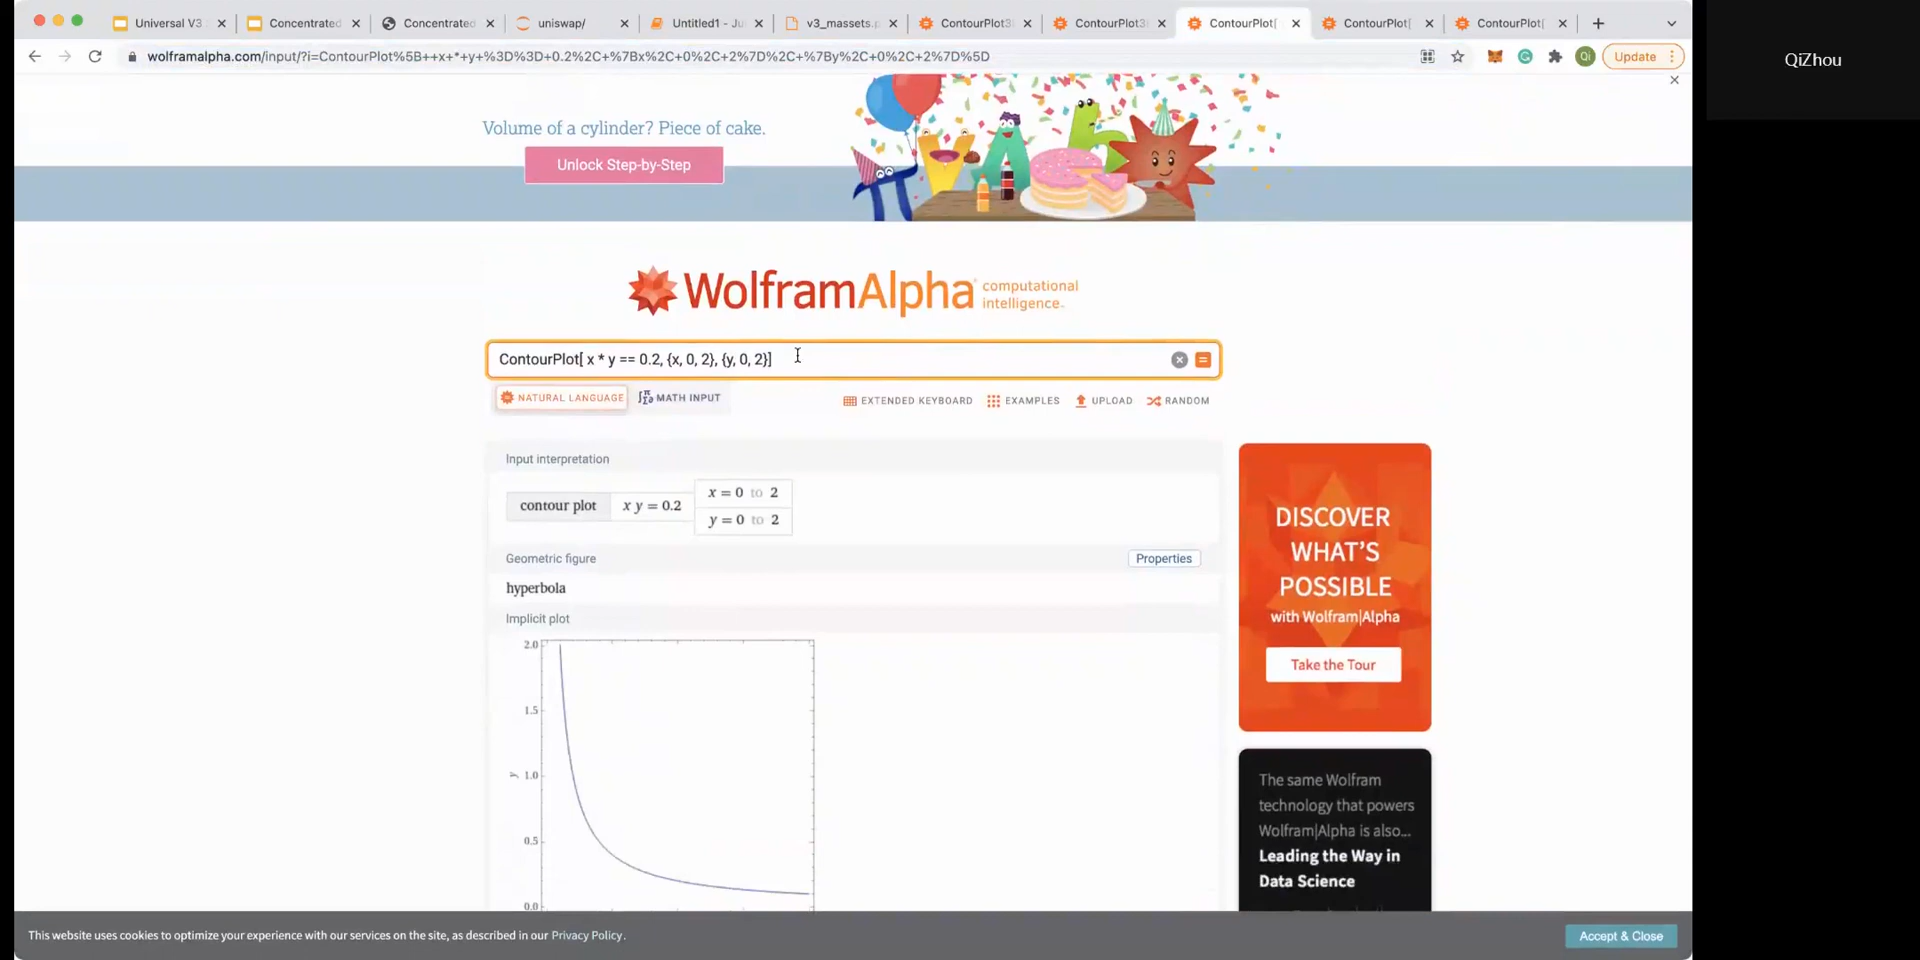 Universal V3
Concentrated
Concentrated
uniswap/
Untitled1 - Ju
v3_massets.p
ContourPlot3
ContourPlot3
ContourPlot[
ContourPlot[
ContourPlot[
wolframalpha.com/input/?i=ContourPlot%5B++x+*+y+%3D%3D+0.2%2C+%7Bx%2C+0%2C+2%7D%2C+%7By%2C+0%2C+2%7D%5D
Qi
Update
QiZhou
Volume of a cylinder? Piece of cake.
Unlock Step-by-Step
WolframAlpha
computational
intelligence.
ContourPlot[ x * y == 0.2, {x, 0, 2}, {y, 0, 2}]
NATURAL LANGUAGE
MATH INPUT
EXTENDED KEYBOARD
EXAMPLES
UPLOAD
RANDOM
Input interpretation
contour plot
x y = 0.2
x = 0 to 2
y = 0 to 2
Geometric figure
Properties
hyperbola
Implicit plot
2.0
1.5
1.0
0.5
0.0
y
DISCOVER
WHAT'S
POSSIBLE
with Wolfram|Alpha
Take the Tour
The same Wolfram
technology that powers
Wolfram|Alpha is also...
Leading the Way in
Data Science
This website uses cookies to optimize your experience with our services on the site, as described in our Privacy Policy.
Accept & Close